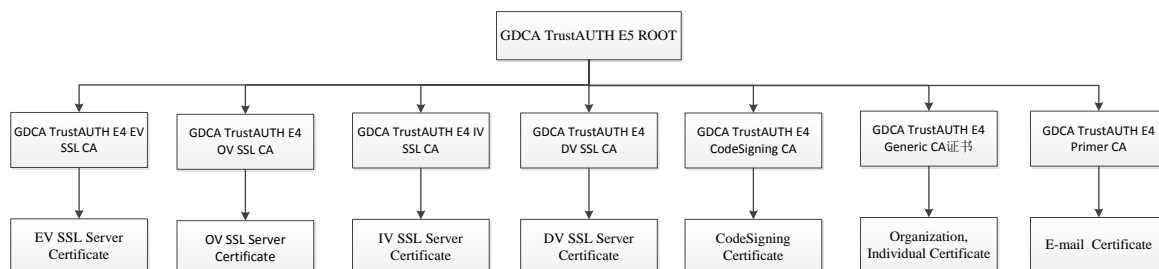 GDCA TrustAUTH E5 ROOT
GDCA TrustAUTH E4 EV
SSL CA
GDCA TrustAUTH E4
OV SSL CA
GDCA TrustAUTH E4 IV
SSL CA
GDCA TrustAUTH E4
DV SSL CA
GDCA TrustAUTH E4
CodeSigning CA
GDCA TrustAUTH E4
Generic CA证书
GDCA TrustAUTH E4
Primer CA
EV SSL Server
Certificate
OV SSL Server
Certificate
IV SSL Server
Certificate
DV SSL Server
Certificate
CodeSigning
Certificate
Organization,
Individual Certificate
E-mail Certificate